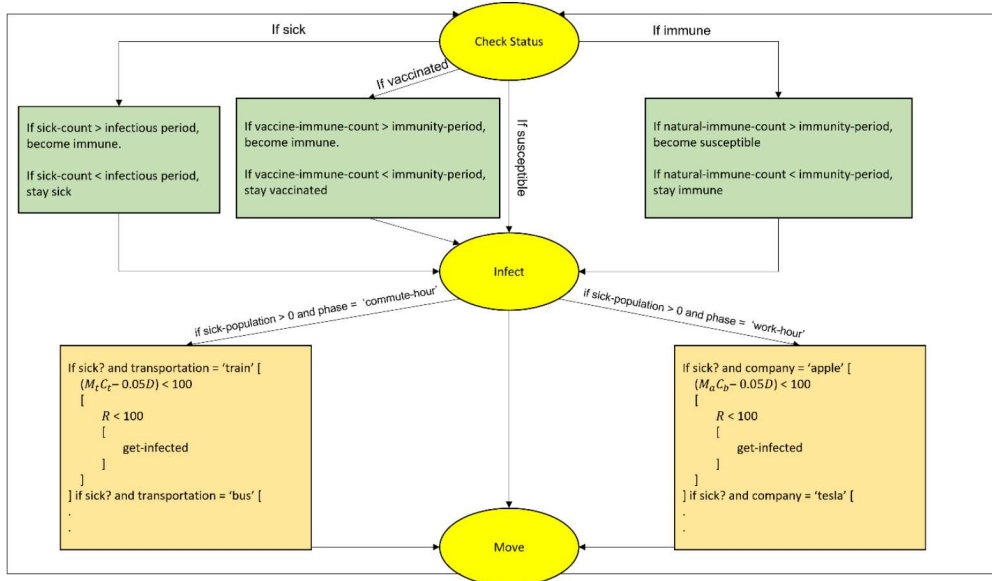 Check Status
If sick
If vaccinated
If susceptible
If immune
If sick-count > infectious period,
become immune.
If sick-count < infectious period,
stay sick
If vaccine-immune-count > immunity-period,
become immune.
If vaccine-immune-count < immunity-period,
stay vaccinated
If natural-immune-count > immunity-period,
become susceptible
If natural-immune-count < immunity-period,
stay immune
Infect
if sick-population > 0 and phase = 'commute-hour'
if sick-population > 0 and phase = 'work-hour'
If sick? and transportation = ‘train’ [
(MₜCₜ – 0.05D) < 100
[
R < 100
[
get-infected
]
]
] if sick? and transportation = ‘bus’ [
.
.
If sick? and company = ‘apple’ [
(MₐC_b – 0.05D) < 100
[
R < 100
[
get-infected
]
]
] if sick? and company = ‘tesla’ [
.
.
Move